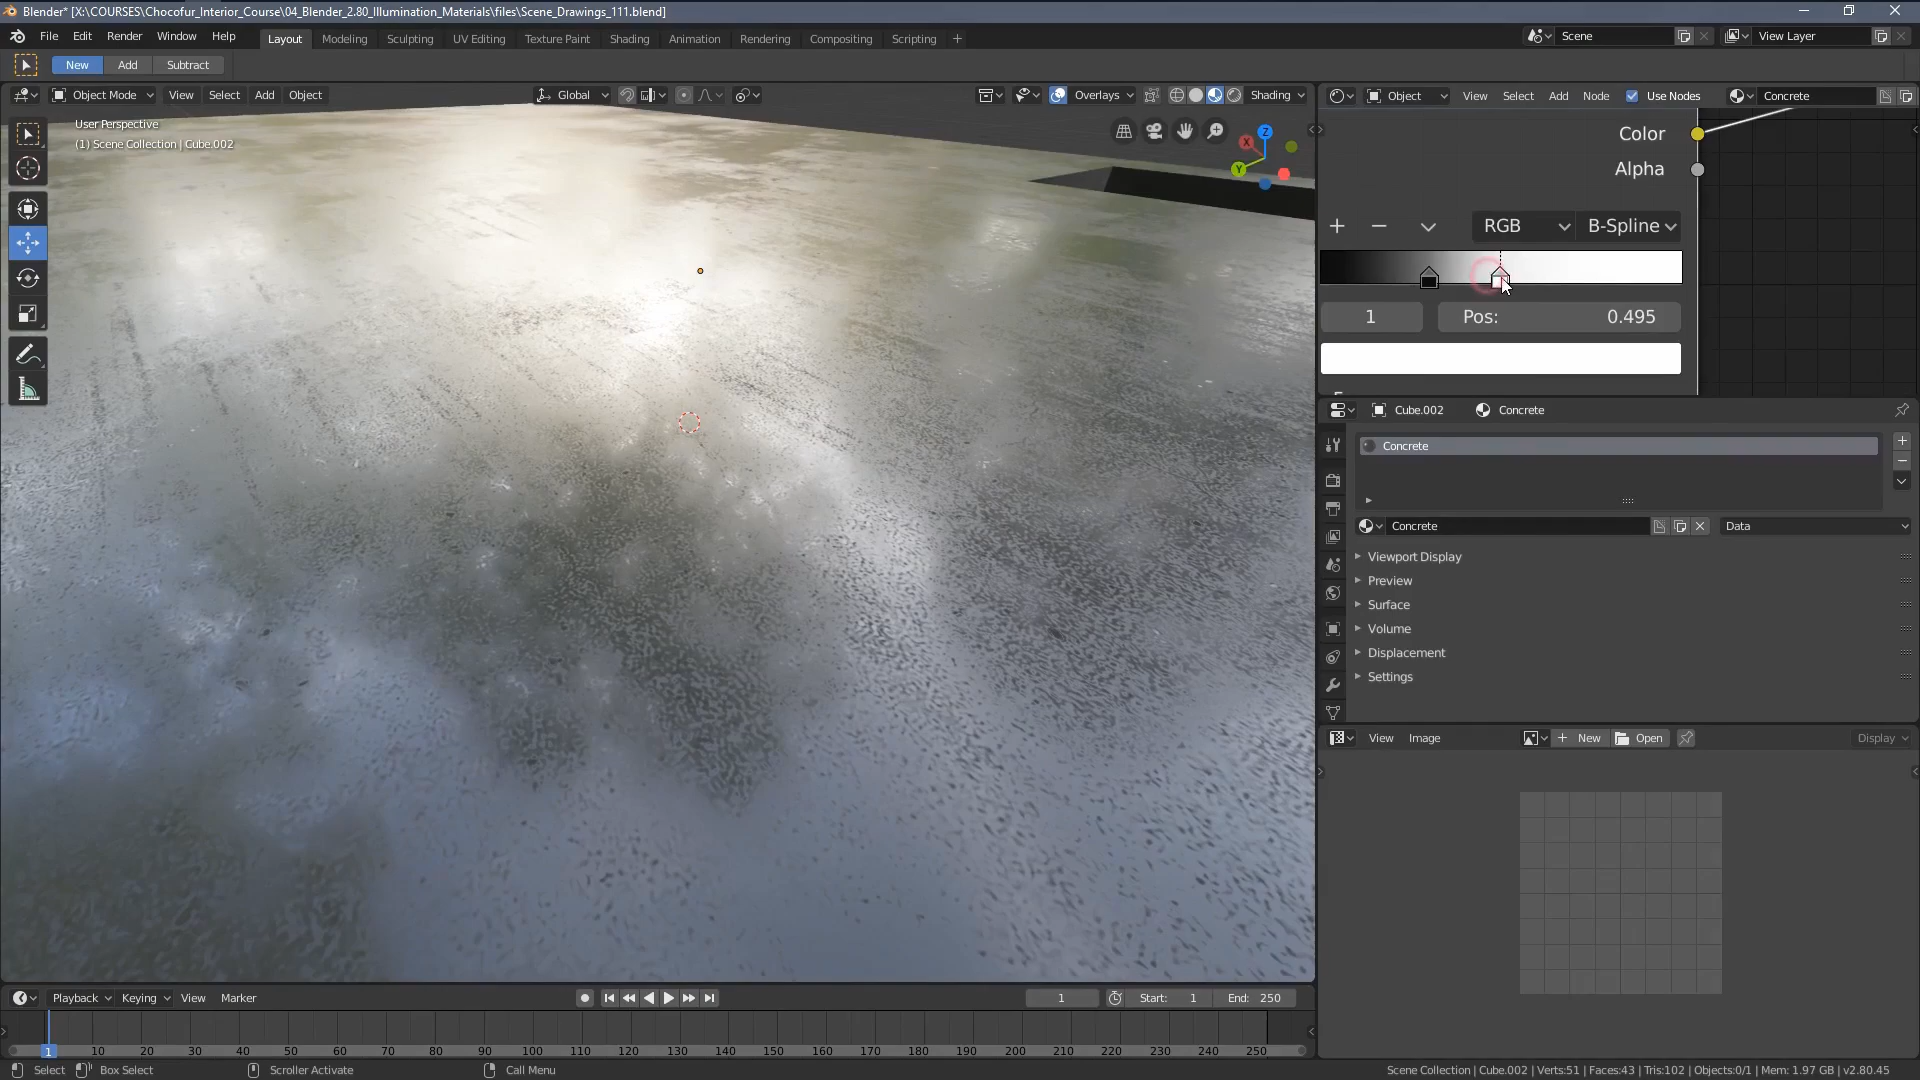 Blender* [X:\COURSES\Chocofur_Interior_Course\04_Blender_2.80_Illumination_Materials\files\Scene_Drawings_111.blend]
File Edit Render Window Help Layout Modeling Sculpting UV Editing Texture Paint Shading Animation Rendering Compositing Scripting + Scene View Layer
New Add Subtract
Object Mode View Select Add Object Global Overlays Shading
Object View Select Add Node Use Nodes Concrete
User Perspective
(1) Scene Collection | Cube.002
X
Y
Z
Color
Alpha
RGB B-Spline
1 Pos: 0.495
Cube.002 Concrete
Concrete
Concrete Data
Viewport Display
Preview
Surface
Volume
Displacement
Settings
View Image New Open Display
Playback Keying View Marker 1 Start: 1 End: 250
1 10 20 30 40 50 60 70 80 90 100 110 120 130 140 150 160 170 180 190 200 210 220 230 240 250
Select Box Select Scroller Activate Call Menu Scene Collection | Cube.002 | Verts:51 | Faces:43 | Tris:102 | Objects:0/1 | Mem: 1.97 GB | v2.80.45